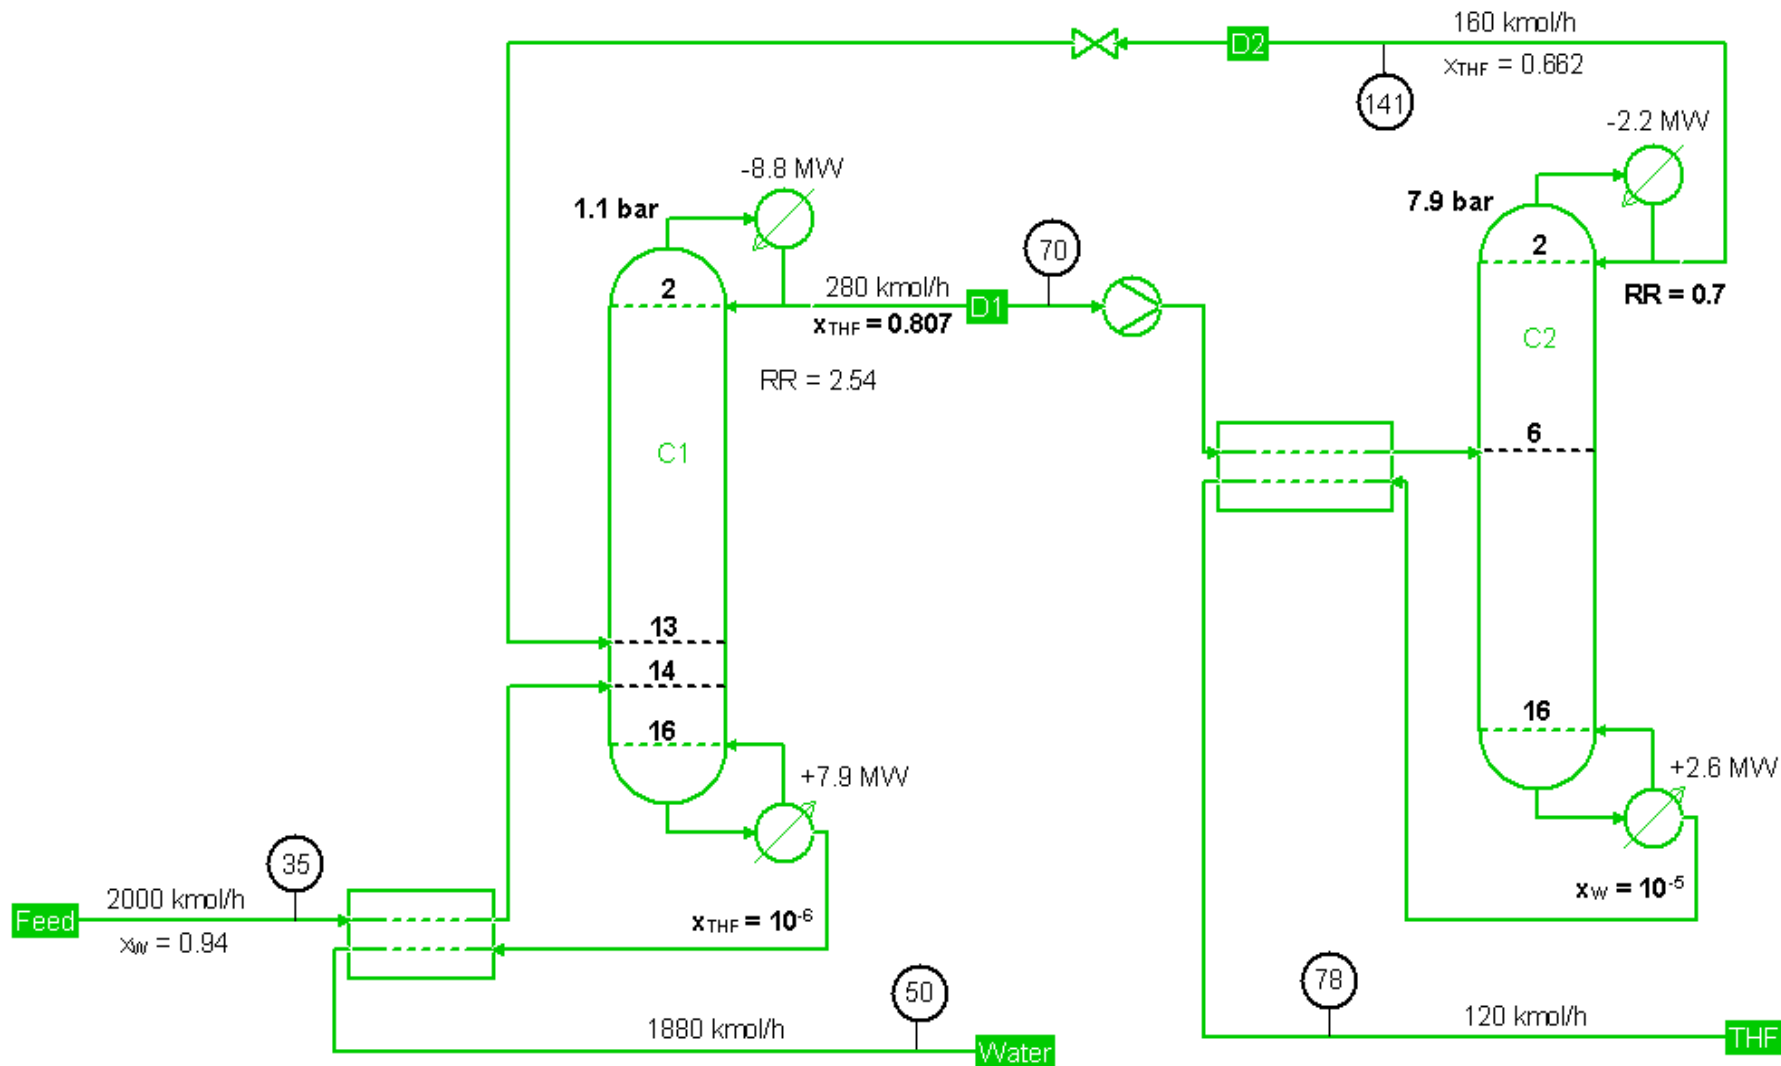 160 kmol/h
D2
xTHF = 0.662
141
-2.2 MW
-8.8 MW
1.1 bar
7.9 bar
2
2
70
280 kmol/h
D1
xTHF = 0.807
RR = 0.7
C2
RR = 2.54
C1
6
13
14
16
16
+7.9 MW
+2.6 MW
35
2000 kmol/h
Feed
xW = 0.94
xTHF = 10-6
xW = 10-5
50
78
1880 kmol/h
Water
120 kmol/h
THF